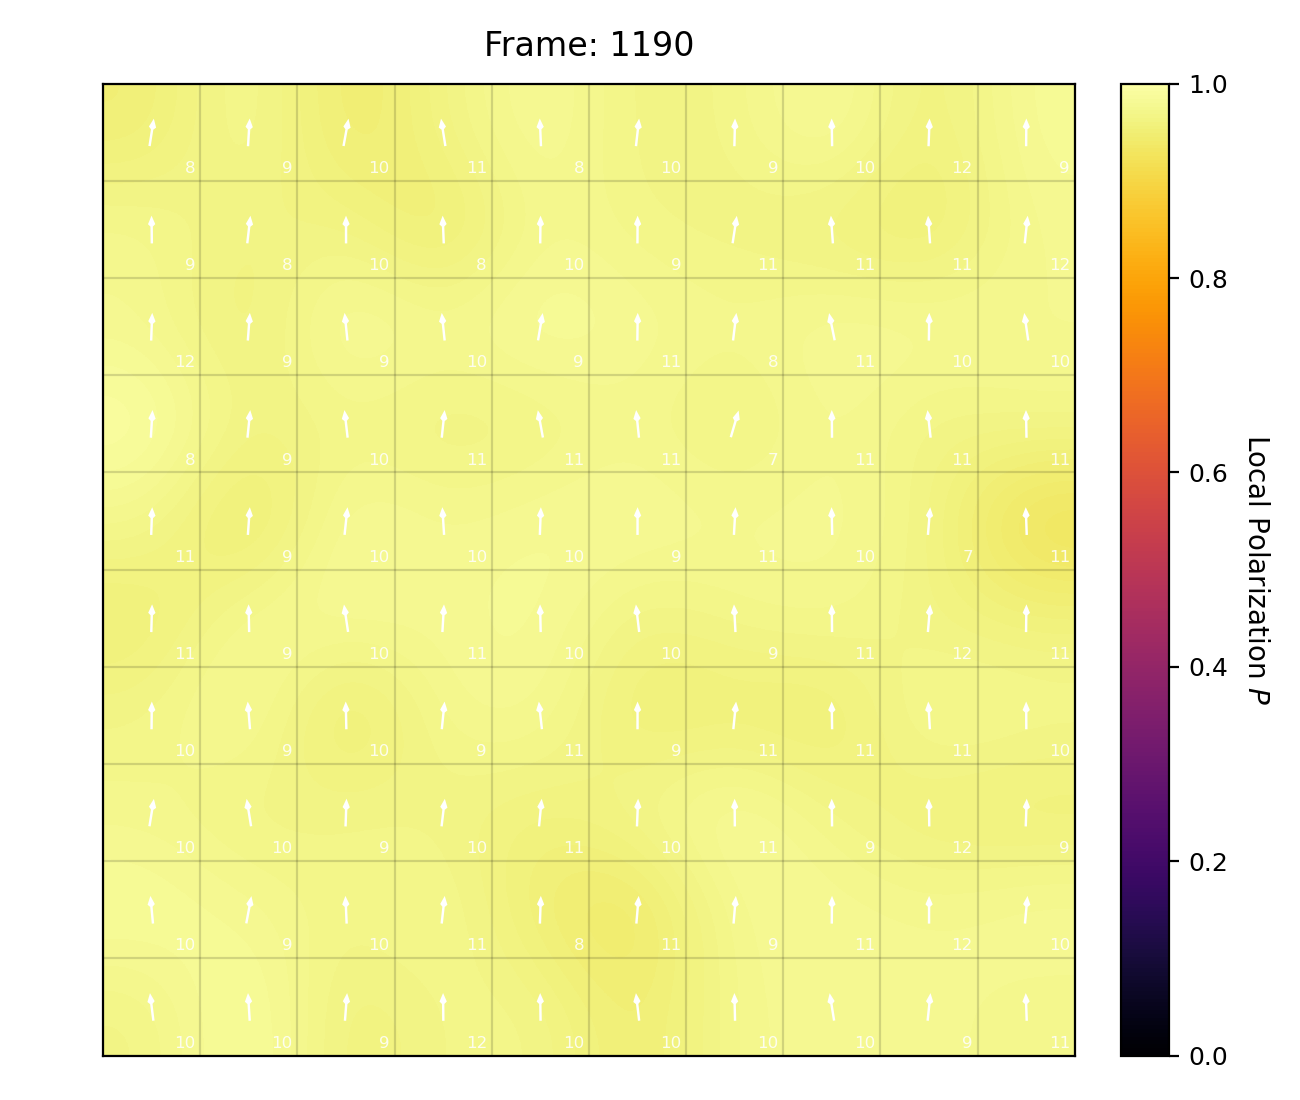 Frame: 1190
8 9 10 11 8 10 9 10 12 9
9 8 10 8 10 9 11 11 11 12
12 9 9 10 9 11 8 11 10 10
8 9 10 11 11 11 7 11 11 11
11 9 10 10 10 9 11 10 7 11
11 9 10 11 10 10 9 11 12 11
10 9 10 9 11 9 11 11 11 10
10 10 9 10 11 10 11 9 12 9
10 9 10 11 8 11 9 11 12 10
10 10 9 12 10 10 10 10 9 11
1.0
0.8
0.6
0.4
0.2
0.0
Local Polarization P